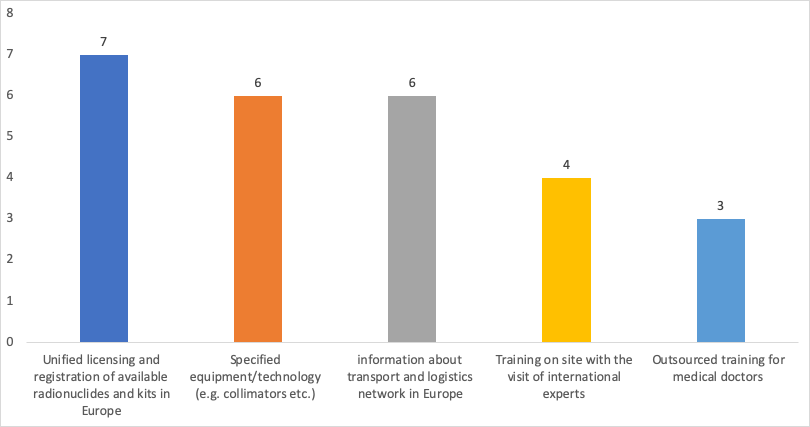 8
7
6
5
4
3
2
1
0
7
6
6
4
3
Unified licensing and
registration of available
radionuclides and kits in
Europe
Specified
equipment/technology
(e.g. collimators etc.)
information about
transport and logistics
network in Europe
Training on site with the
visit of international
experts
Outsourced training for
medical doctors